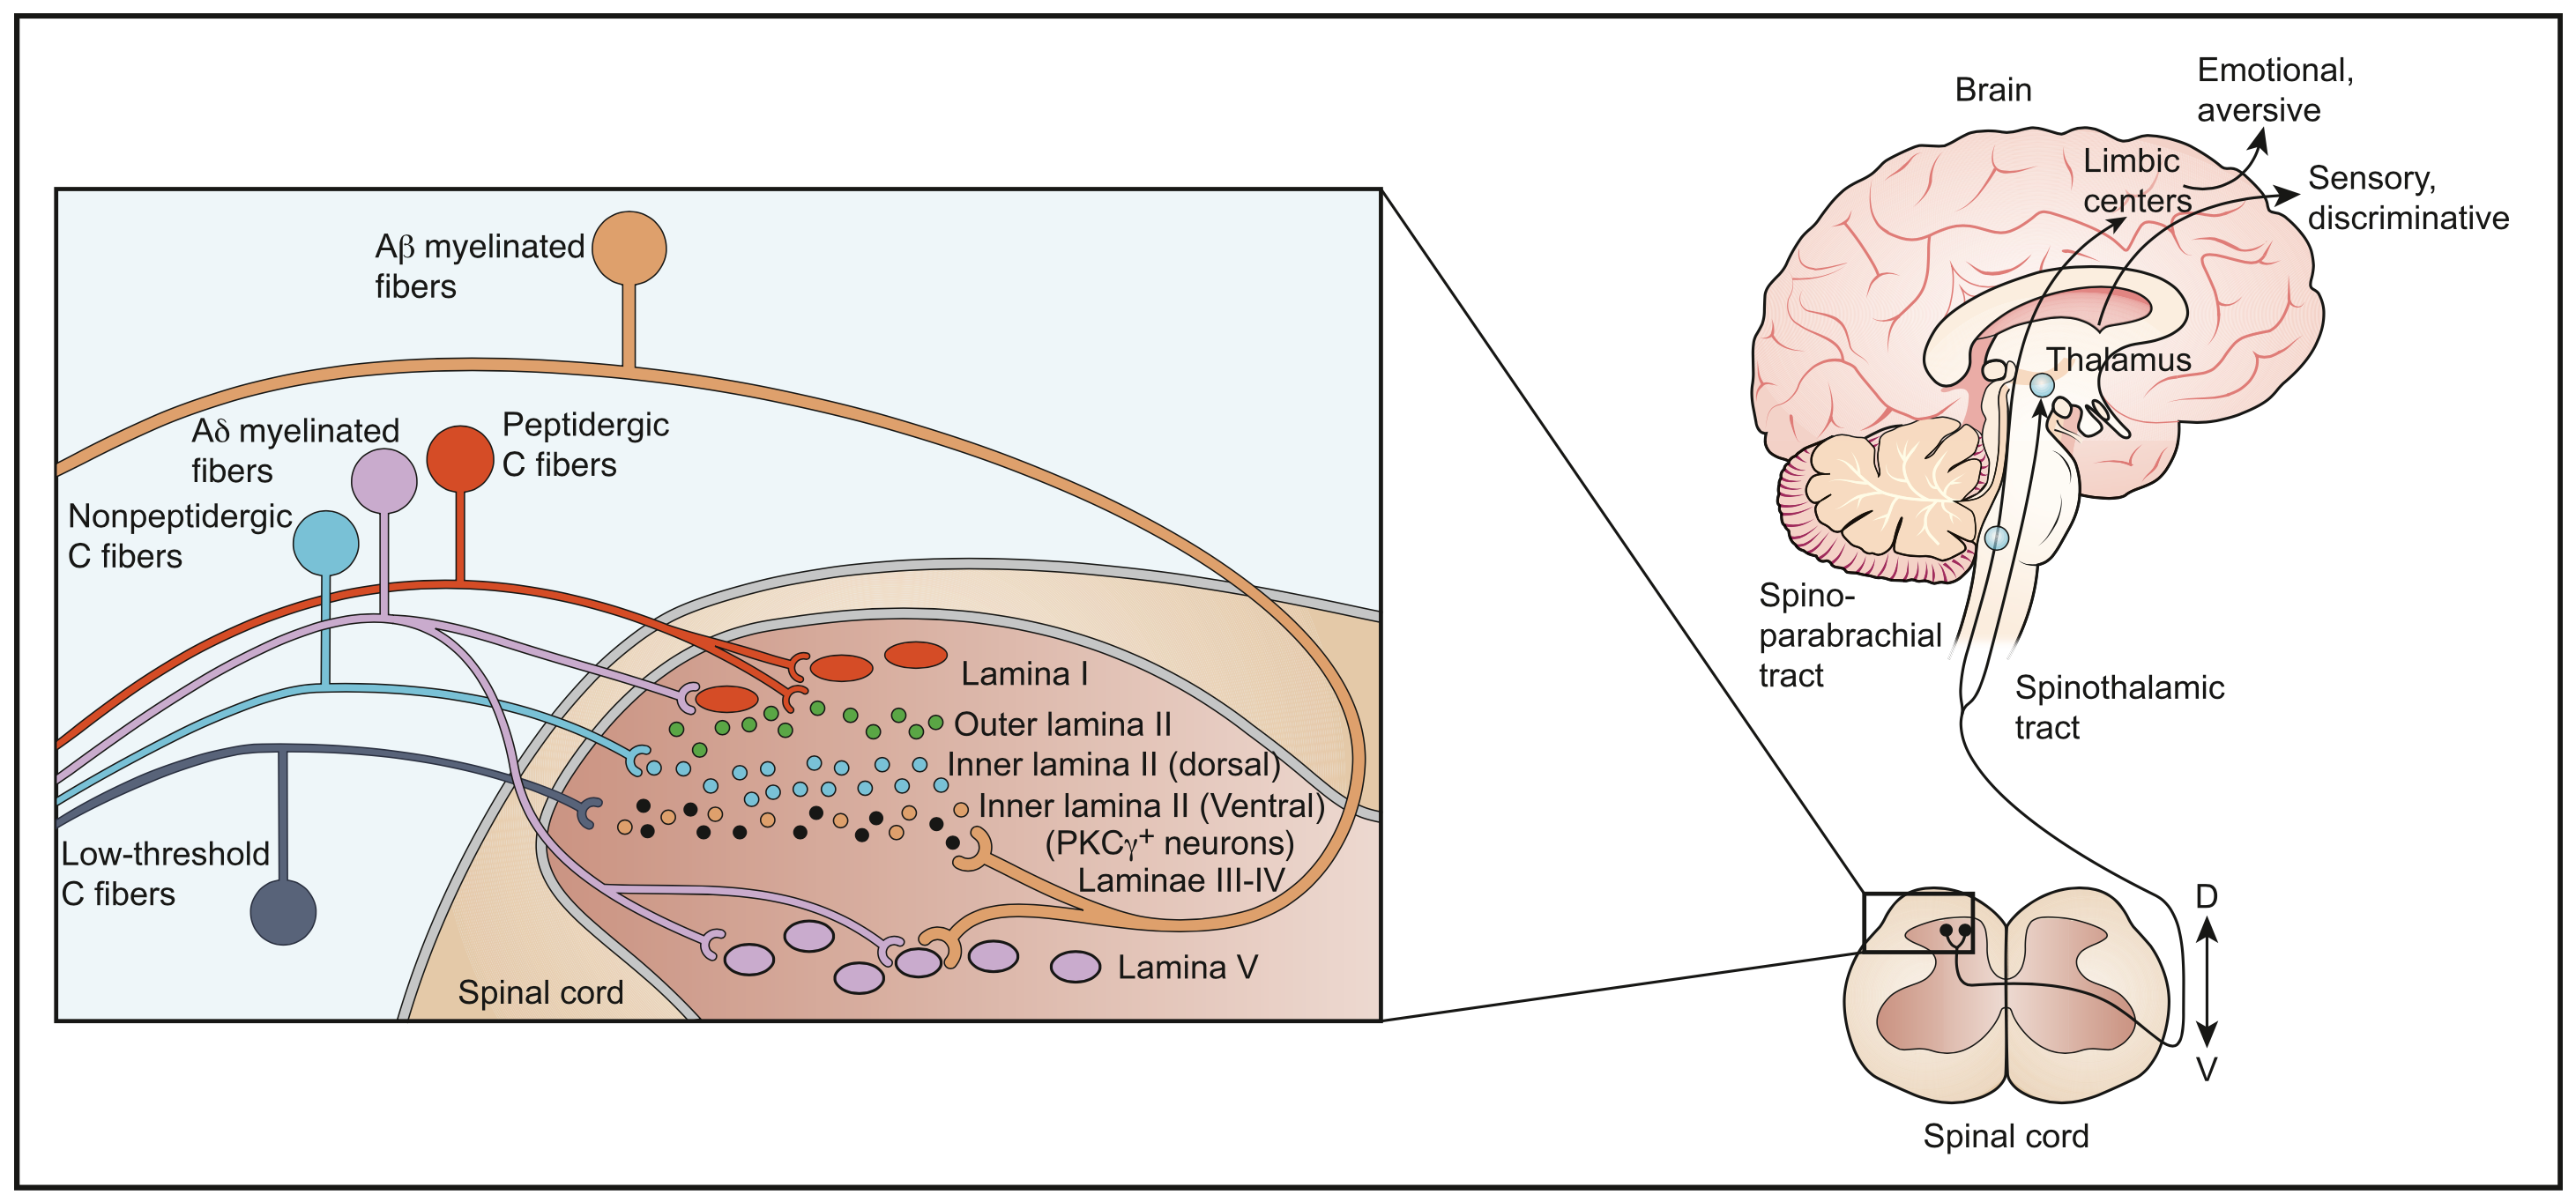 Aβ myelinated
fibers
Aδ myelinated
fibers
Peptidergic
C fibers
Nonpeptidergic
C fibers
Low-threshold
C fibers
Lamina I
Outer lamina II
Inner lamina II (dorsal)
Inner lamina II (Ventral)
(PKCγ+ neurons)
Laminae III-IV
Lamina V
Spinal cord
Brain
Emotional,
aversive
Limbic
centers
Sensory,
discriminative
Thalamus
Spino-
parabrachial
tract
Spinothalamic
tract
D
V
Spinal cord